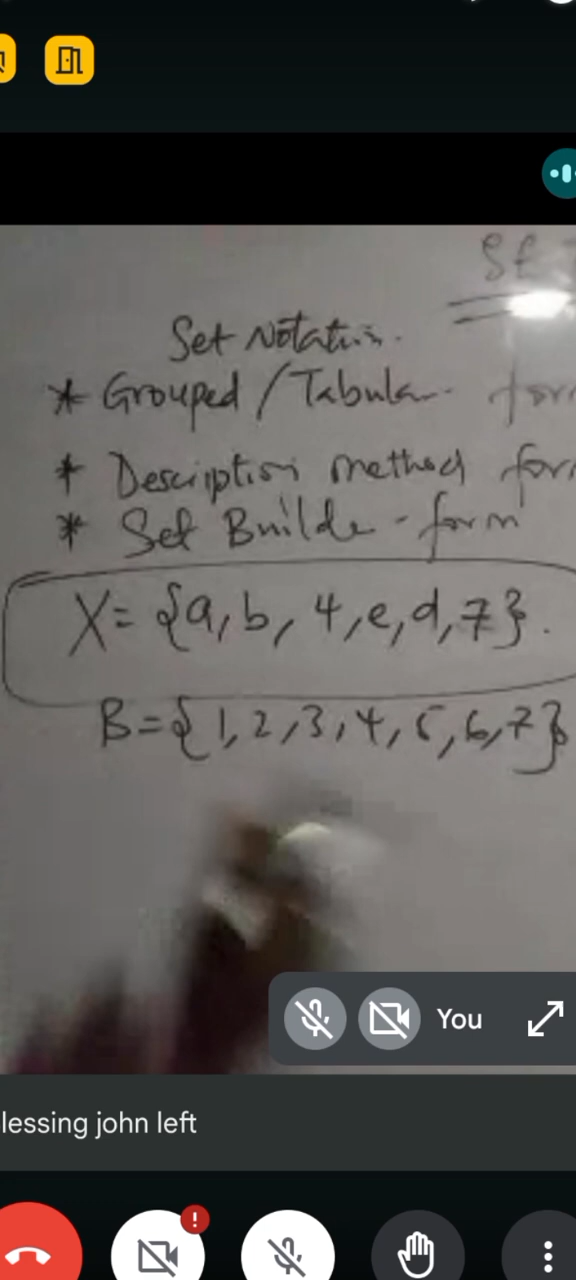 Set Notation.
* Grouped / Tabular form
* Description method for
* Set Builder - form
X = {a, b, 4, e, d, 7}.
B = {1, 2, 3, 4, 5, 6, 7}
You
lessing john left